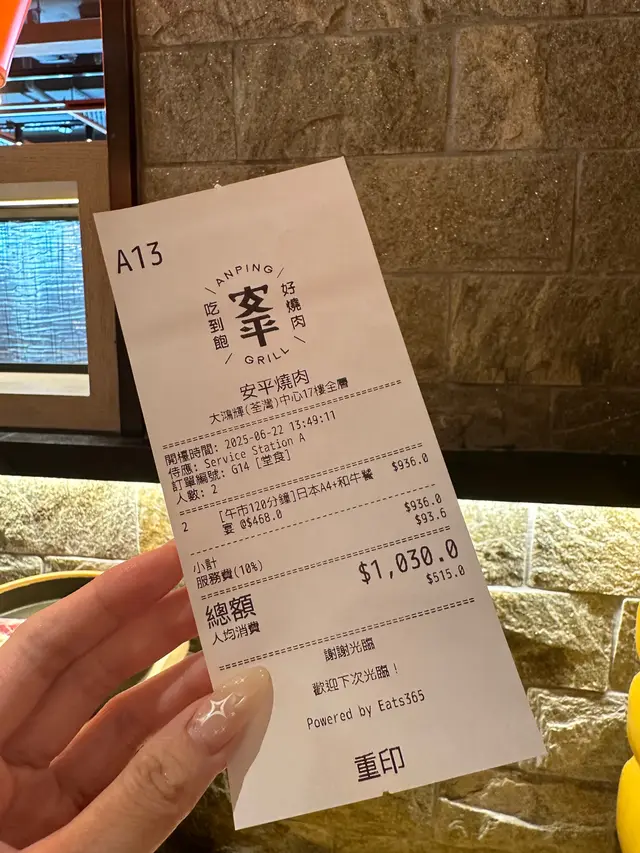 A13
ANPING
吃到飽
安平
好燒肉
GRILL
安平燒肉
大鴻輝(荃灣)中心17樓全層
開檯時間: 2025-06-22 13:49:11
侍應: Service Station A
訂單編號: G14 [堂食]
人數: 2
2 [午市120分鐘]日本A4+和牛餐 $936.0
宴 @$468.0
小計 $936.0
服務費(10%) $93.6
總額 $1,030.0
人均消費 $515.0
謝謝光臨
歡迎下次光臨！
Powered by Eats365
重印